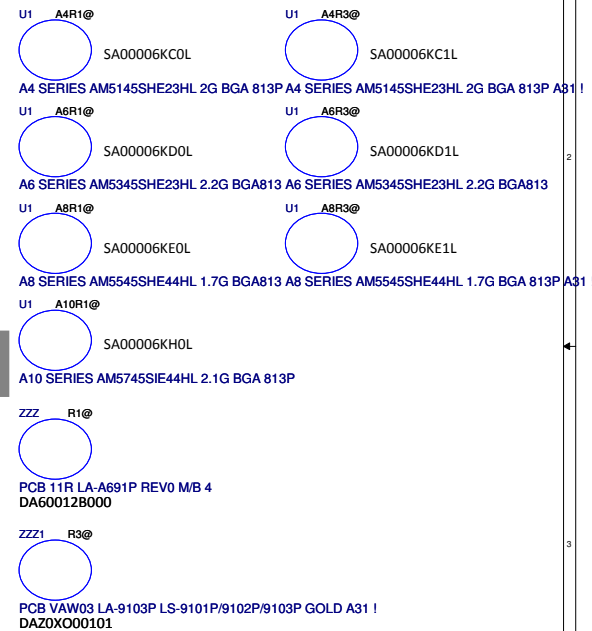 U1 A4R1@ U1 A4R3@
SA00006KC0L SA00006KC1L
A4 SERIES AM5145SHE23HL 2G BGA 813P A4 SERIES AM5145SHE23HL 2G BGA 813P A31 !
U1 A6R1@ U1 A6R3@
SA00006KD0L SA00006KD1L
2
A6 SERIES AM5345SHE23HL 2.2G BGA813 A6 SERIES AM5345SHE23HL 2.2G BGA813
U1 A8R1@ U1 A8R3@
SA00006KE0L SA00006KE1L
A8 SERIES AM5545SHE44HL 1.7G BGA813 A8 SERIES AM5545SHE44HL 1.7G BGA 813P A31 !
U1 A10R1@
SA00006KH0L
A10 SERIES AM5745SIE44HL 2.1G BGA 813P
ZZZ R1@
PCB 11R LA-A691P REV0 M/B 4
DA60012B000
ZZZ1 R3@
3
PCB VAW03 LA-9103P LS-9101P/9102P/9103P GOLD A31 !
DAZ0XO00101